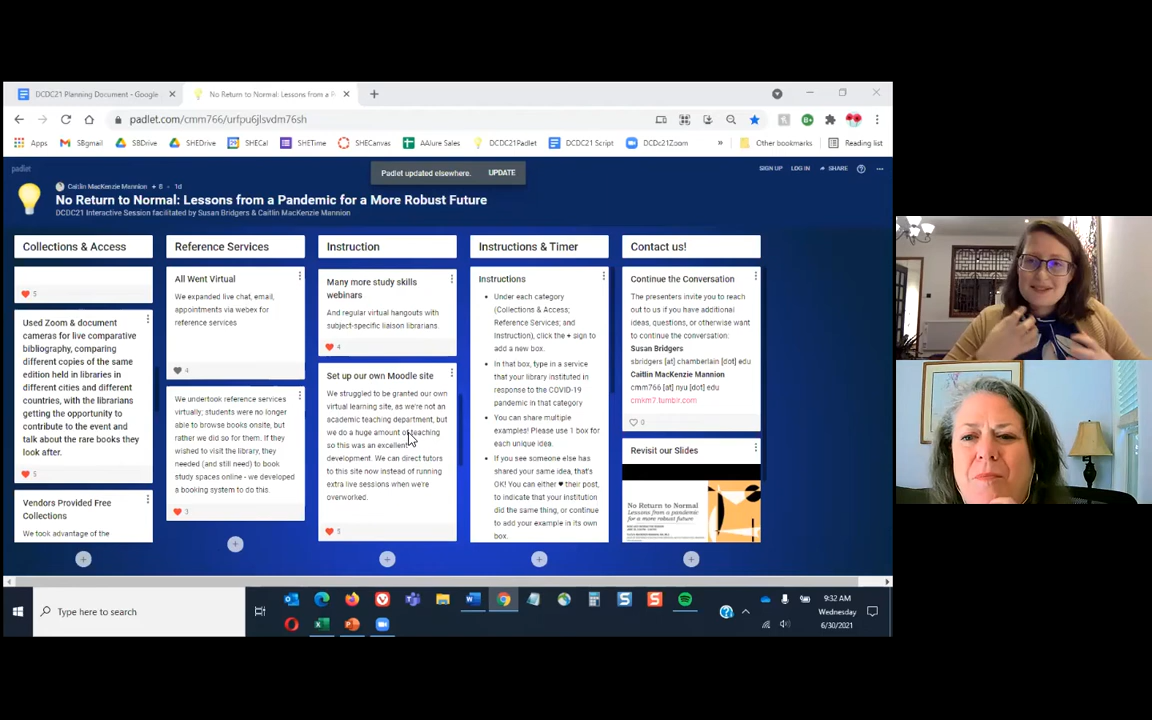 DCDC21 Planning Document - Google
No Return to Normal: Lessons from a P
padlet.com/cmm766/urfpu6jlsvdm76sh
Apps
SBgmail
SBDrive
SHEDrive
SHECal
SHETime
SHECanvas
AAlure Sales
DCDC21Padlet
DCDC21 Script
DCDc21Zoom
»
Other bookmarks
Reading list
padlet
Padlet updated elsewhere. UPDATE
SIGN UP LOG IN SHARE
Caitlin MacKenzie Mannion + 8 • 1d
No Return to Normal: Lessons from a Pandemic for a More Robust Future
DCDC21 Interactive Session facilitated by Susan Bridgers & Caitlin MacKenzie Mannion
Collections & Access
5
Used Zoom & document
cameras for live comparative
bibliography, comparing
different copies of the same
edition held in libraries in
different cities and different
countries, with the librarians
getting the opportunity to
contribute to the event and
talk about the rare books they
look after.
5
Vendors Provided Free
Collections
We took advantage of the
Reference Services
All Went Virtual
We expanded live chat, email,
appointments via webex for
reference services
4
We undertook reference services
virtually; students were no longer
able to browse books onsite, but
rather we did so for them. If they
wished to visit the library, they
needed (and still need) to book
study spaces online - we developed
a booking system to do this.
3
Instruction
Many more study skills
webinars
And regular virtual hangouts with
subject-specific liaison librarians
4
Set up our own Moodle site
We struggled to be granted our own
virtual learning site, as we're not an
academic teaching department, but
we do a huge amount of teaching
so this was an excellent
development. We can direct tutors
to this site now instead of running
extra live sessions when we're
overworked.
5
Instructions & Timer
Instructions
• Under each category
(Collections & Access;
Reference Services; and
Instruction), click the + sign to
add a new box.
• In that box, type in a service
that your library instituted in
response to the COVID-19
pandemic in that category
• You can share multiple
examples! Please use 1 box for
each unique idea.
• If you see someone else has
shared your same idea, that's
OK! You can either ♥ their post,
to indicate that your institution
did the same thing, or continue
to add your example in its own
box.
Contact us!
Continue the Conversation
The presenters invite you to reach
out to us if you have additional
ideas, questions, or otherwise want
to continue the conversation:
Susan Bridgers
sbridgers [at] chamberlain [dot] edu
Caitlin MacKenzie Mannion
cmm766 [at] nyu [dot] edu
cmkm7.tumblr.com
0
Revisit our Slides
No Return to Normal
Lessons from a pandemic
for a more robust future
Type here to search
9:32 AM
Wednesday
6/30/2021